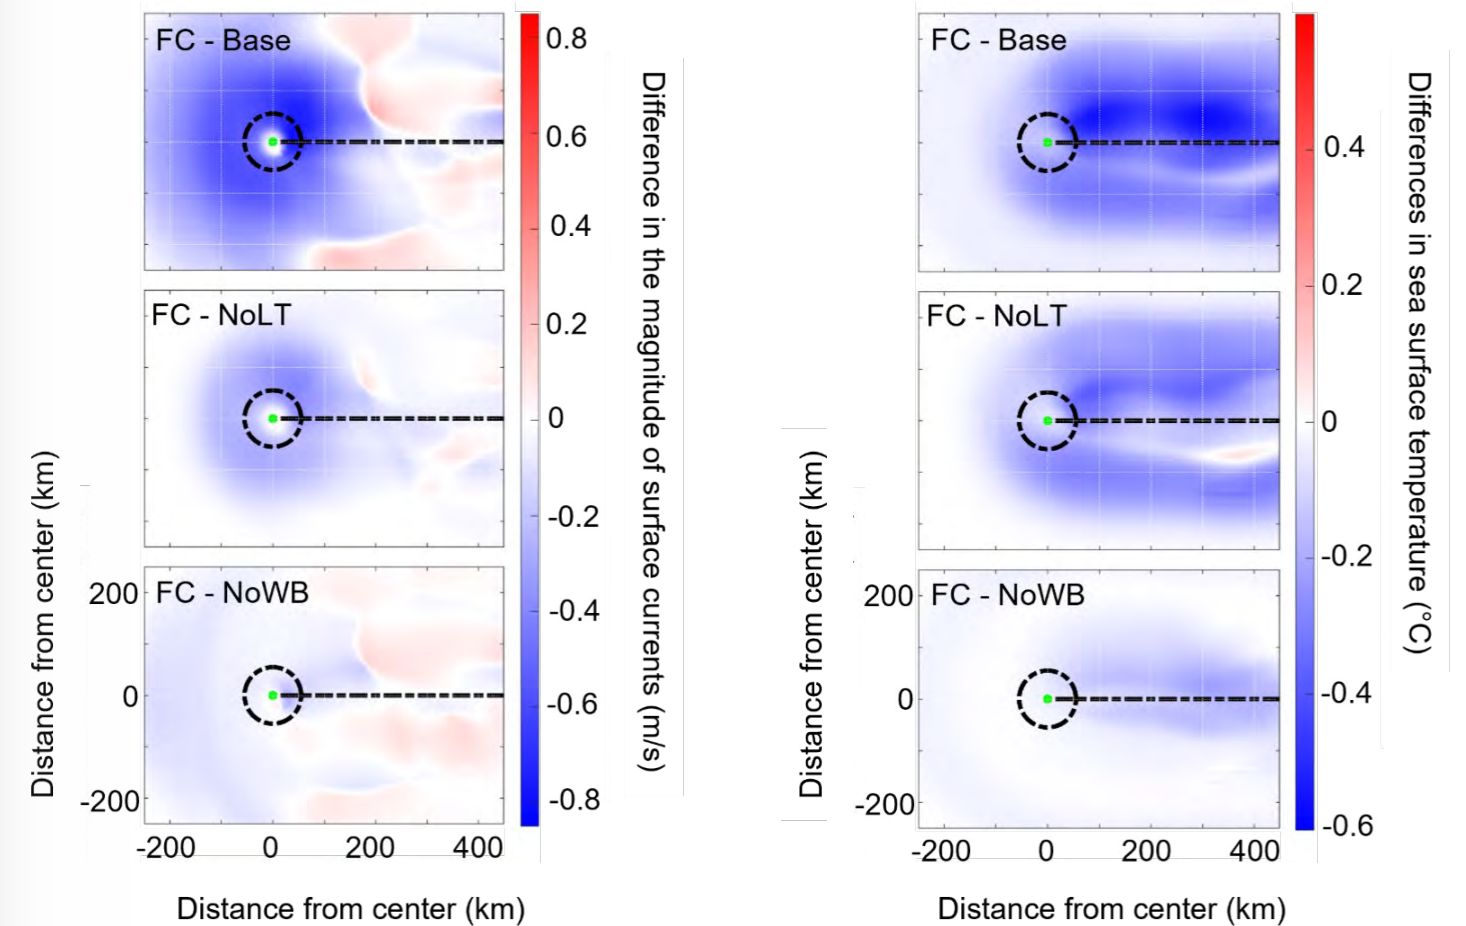 FC - Base
FC - NoLT
FC - NoWB
200
0
-200
-200
0
200
400
Distance from center (km)
Distance from center (km)
0.8
0.6
0.4
0.2
0
-0.2
-0.4
-0.6
-0.8
Difference in the magnitude of surface currents (m/s)
FC - Base
FC - NoLT
FC - NoWB
200
0
-200
-200
0
200
400
Distance from center (km)
Distance from center (km)
0.4
0.2
0
-0.2
-0.4
-0.6
Differences in sea surface temperature (°C)